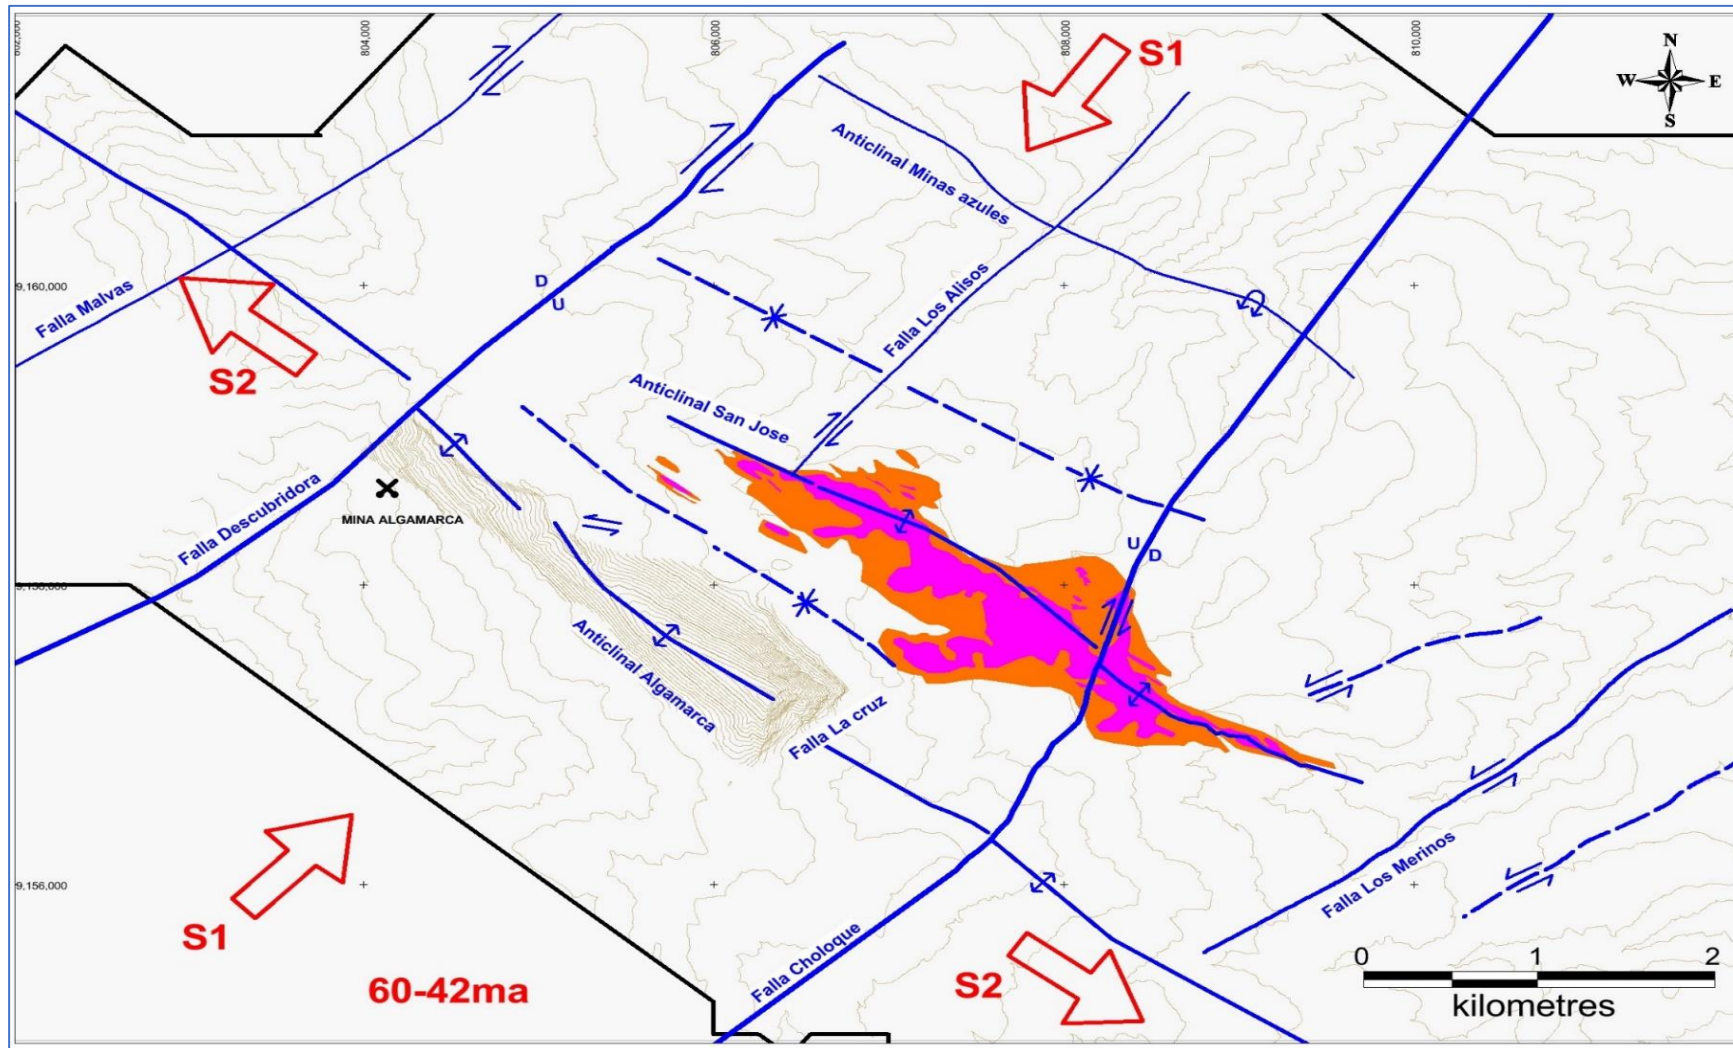 802,000
804,000
806,000
808,000
810,000
N
W E
S
S1
Anticlinal Minas azules
D
U
9,160,000
Falla Malvas
S2
Falla Los Alisos
Anticlinal San Jose
Falla Descubridora
MINA ALGAMARCA
U
D
Anticlinal Algamarca
Falla La cruz
9,156,000
S1
60-42ma
Falla Choloque
S2
Falla Los Merinos
0 1 2
kilometres